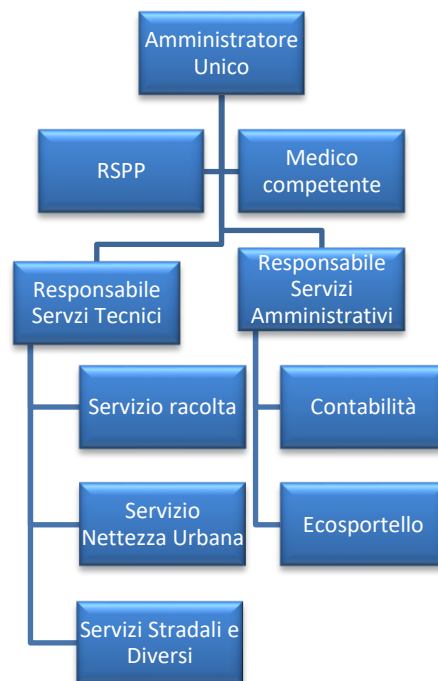 Amministratore
Unico
RSPP
Medico
competente
Responsabile
Servzi Tecnici
Responsabile
Servizi
Amministrativi
Servizio racolta
Contabilità
Servizio
Nettezza Urbana
Ecosportello
Servizi Stradali e
Diversi